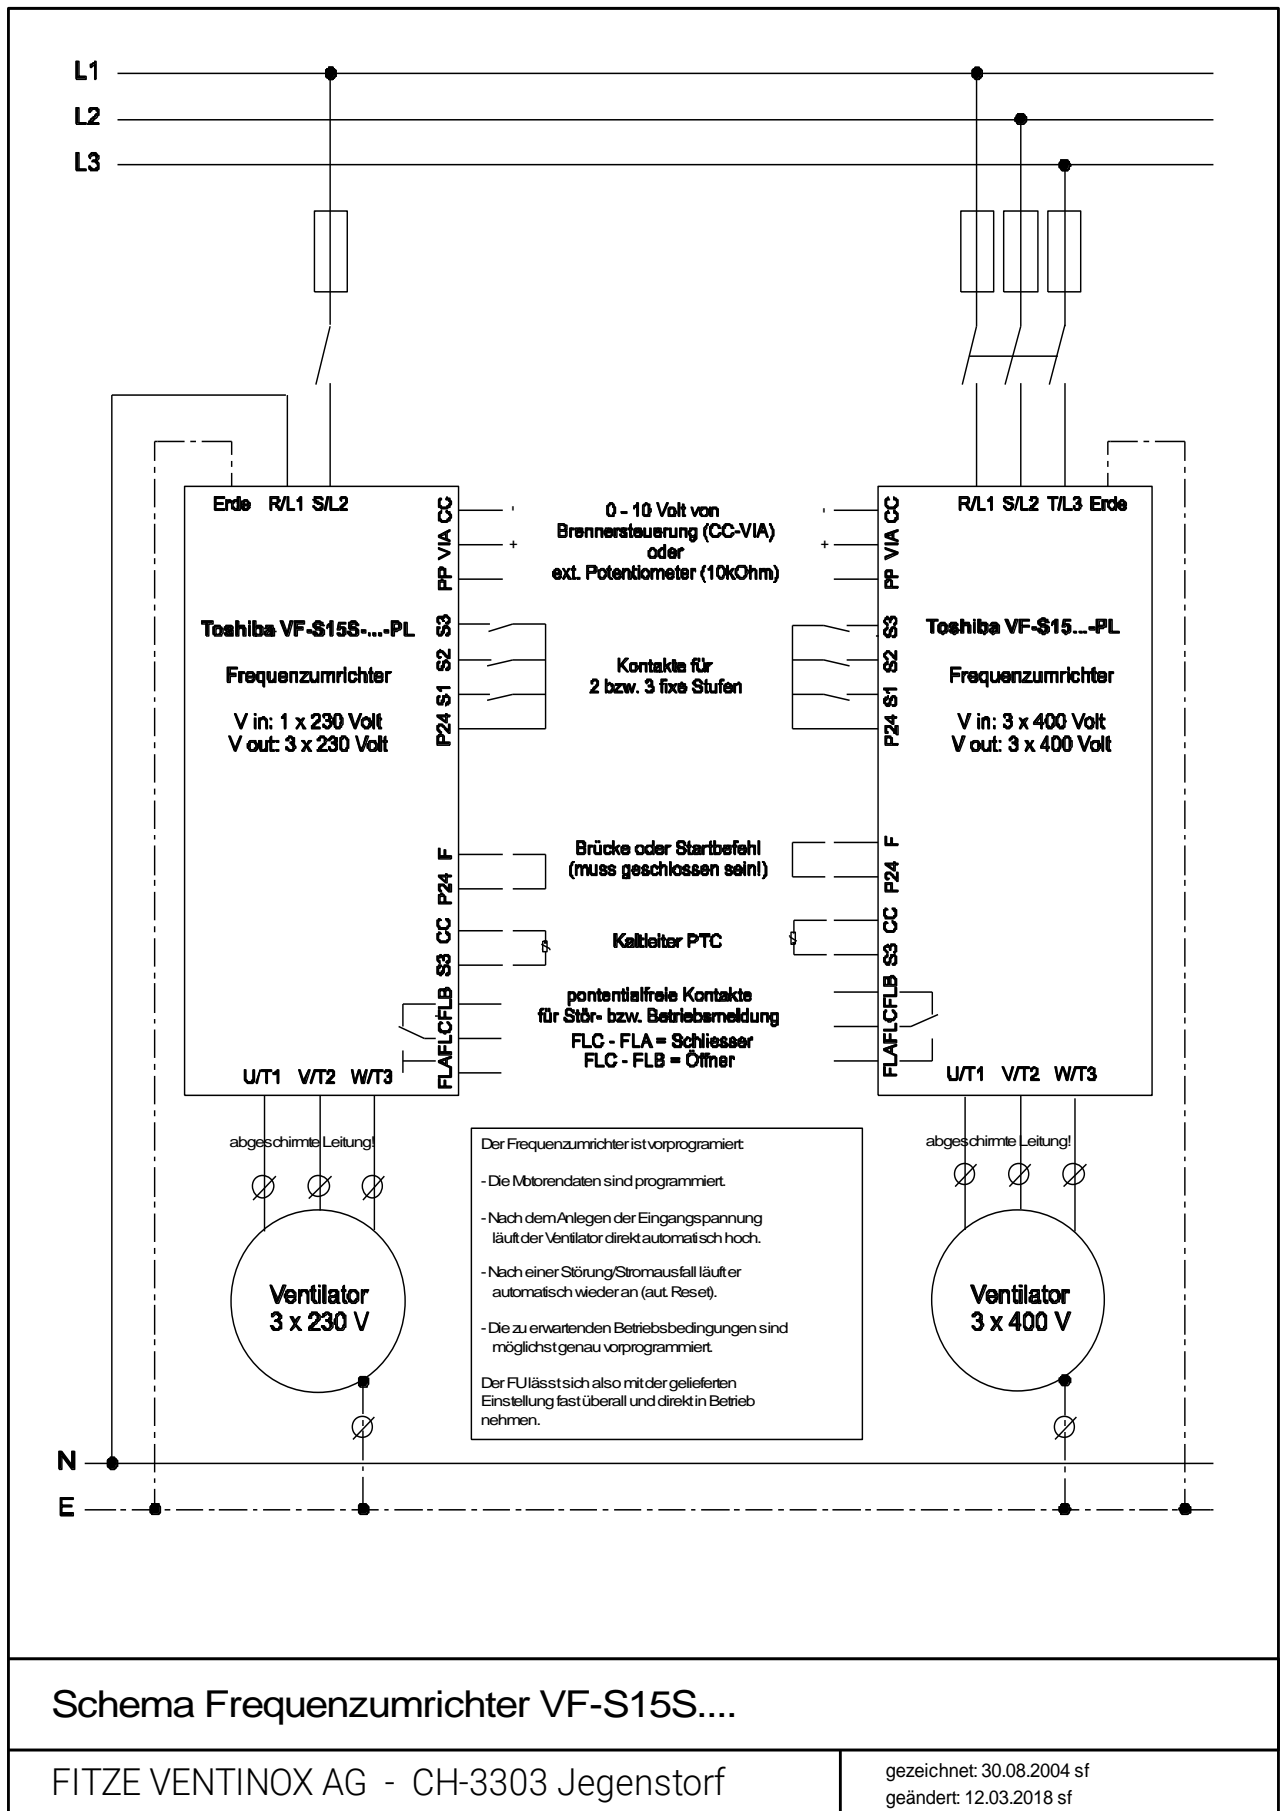 L1
L2
L3
Erde R/L1 S/L2
CC
VIA
PP
S3
S2
S1
P24
F
P24
CC
S3
FLB
FLC
FLA
Toshiba VF-S15S-...-PL
Frequenzumrichter
V in: 1 x 230 Volt
V out: 3 x 230 Volt
U/T1 V/T2 W/T3
-
+
0 - 10 Volt von
Brennersteuerung (CC-VIA)
oder
ext. Potentiometer (10kOhm)
Kontakte für
2 bzw. 3 fixe Stufen
Brücke oder Startbefehl
(muss geschlossen sein!)
Kaltleiter PTC
pontentialfreie Kontakte
für Stör- bzw. Betriebsmeldung
FLC - FLA = Schliesser
FLC - FLB = Öffner
-
+
R/L1 S/L2 T/L3 Erde
CC
VIA
PP
S3
S2
S1
P24
F
P24
CC
S3
FLB
FLC
FLA
Toshiba VF-S15...-PL
Frequenzumrichter
V in: 3 x 400 Volt
V out: 3 x 400 Volt
U/T1 V/T2 W/T3
abgeschirmte Leitung!
Ventilator
3 x 230 V
Der Frequenzumrichter ist vorprogramiert:
- Die Motorendaten sind programmiert.
- Nach dem Anlegen der Eingangspannung
läuft der Ventilator direkt automatisch hoch.
- Nach einer Störung/Stromausfall läuft er
automatisch wieder an (aut. Reset).
- Die zu erwartenden Betriebsbedingungen sind
möglichst genau vorprogrammiert.
Der FU lässt sich also mit der gelieferten
Einstellung fast überall und direkt in Betrieb
nehmen.
abgeschirmte Leitung!
Ventilator
3 x 400 V
N
E
Schema Frequenzumrichter VF-S15S....
FITZE VENTINOX AG - CH-3303 Jegenstorf
gezeichnet: 30.08.2004 sf
geändert: 12.03.2018 sf